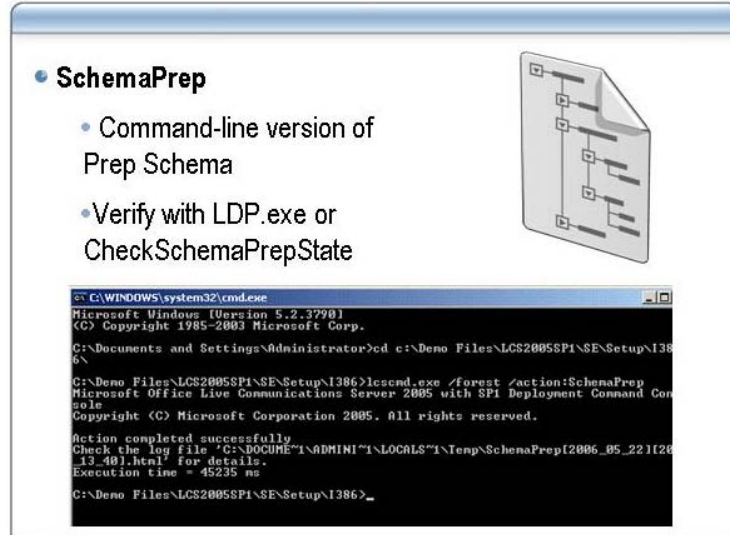 SchemaPrep
Command-line version of
Prep Schema
Verify with LDP.exe or
CheckSchemaPrepState
C:\WINDOWS\system32\cmd.exe
Microsoft Windows [Version 5.2.3790]
(C) Copyright 1985-2003 Microsoft Corp.
C:\Documents and Settings\Administrator>cd c:\Demo Files\LCS2005SP1\SE\Setup\I38
6\
C:\Demo Files\LCS2005SP1\SE\Setup\I386>lcscmd.exe /forest /action:SchemaPrep
Microsoft Office Live Communications Server 2005 with SP1 Deployment Command Con
sole
Copyright (C) Microsoft Corporation 2005. All rights reserved.
Action completed successfully
Check the log file 'C:\DOCUME~1\ADMINI~1\LOCALS~1\Temp\SchemaPrep[2006_05_22][20
_13_40].html' for details.
Execution time = 45235 ms
C:\Demo Files\LCS2005SP1\SE\Setup\I386>_